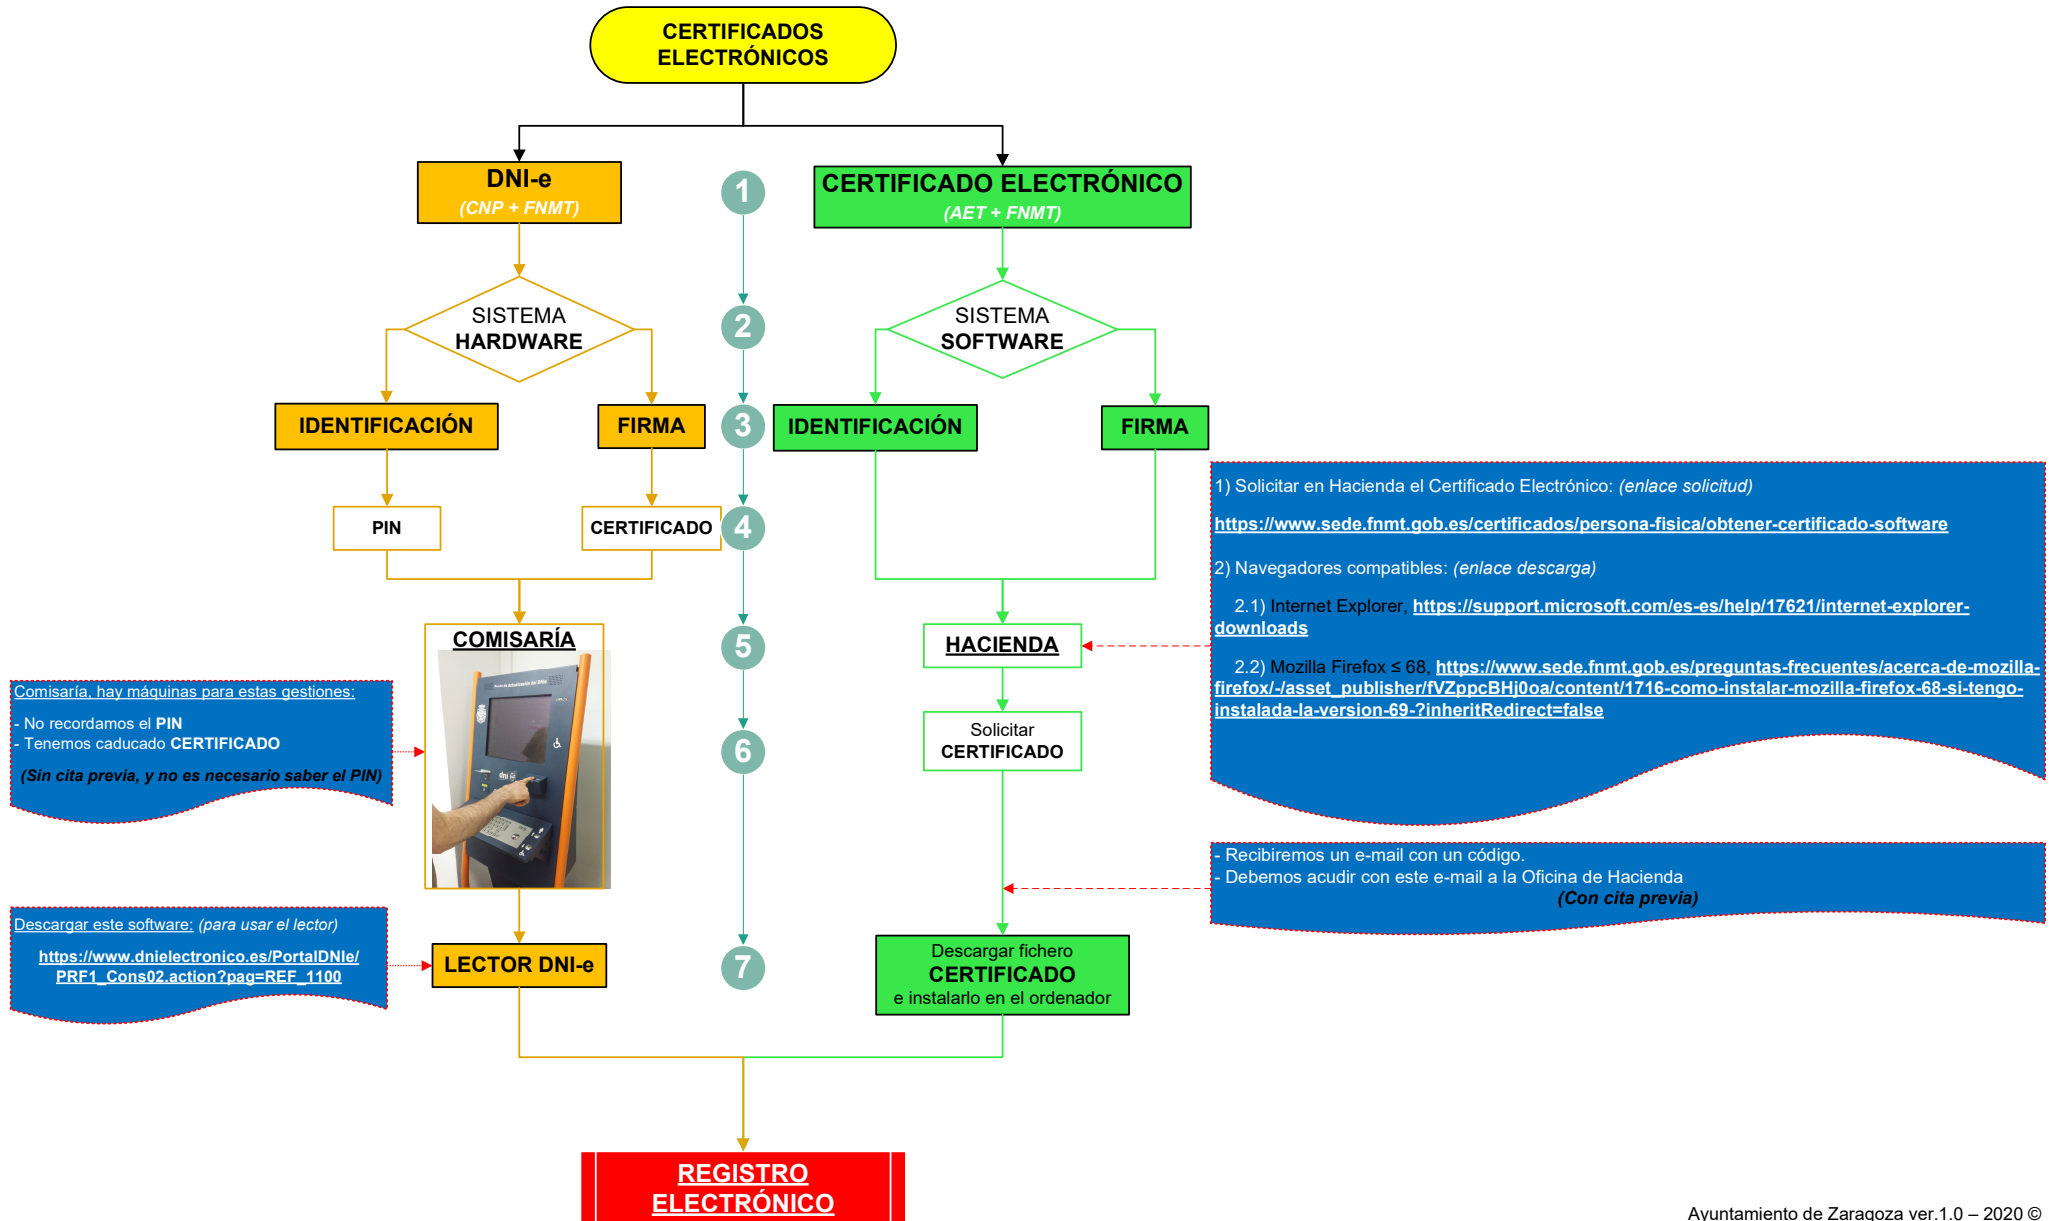 CERTIFICADOS
ELECTRÓNICOS
DNI-e
(CNP + FNMT)
1
CERTIFICADO ELECTRÓNICO
(AET + FNMT)
SISTEMA
HARDWARE
2
SISTEMA
SOFTWARE
IDENTIFICACIÓN
FIRMA
3
IDENTIFICACIÓN
FIRMA
PIN
CERTIFICADO
4
1) Solicitar en Hacienda el Certificado Electrónico: (enlace solicitud)
https://www.sede.fnmt.gob.es/certificados/persona-fisica/obtener-certificado-software
2) Navegadores compatibles: (enlace descarga)
2.1) Internet Explorer, https://support.microsoft.com/es-es/help/17621/internet-explorer-
downloads
2.2) Mozilla Firefox ≤ 68, https://www.sede.fnmt.gob.es/preguntas-frecuentes/acerca-de-mozilla-
firefox/-/asset_publisher/fVZppcBHj0oa/content/1716-como-instalar-mozilla-firefox-68-si-tengo-
instalada-la-version-69-?inheritRedirect=false
COMISARÍA
5
HACIENDA
Comisaría, hay máquinas para estas gestiones:
- No recordamos el PIN
- Tenemos caducado CERTIFICADO
(Sin cita previa, y no es necesario saber el PIN)
dni
6
Solicitar
CERTIFICADO
- Recibiremos un e-mail con un código.
- Debemos acudir con este e-mail a la Oficina de Hacienda
(Con cita previa)
Descargar este software: (para usar el lector)
https://www.dnielectronico.es/PortalDNIe/
PRF1_Cons02.action?pag=REF_1100
LECTOR DNI-e
7
Descargar fichero
CERTIFICADO
e instalarlo en el ordenador
REGISTRO
ELECTRÓNICO
Ayuntamiento de Zaragoza ver.1.0 – 2020 ©